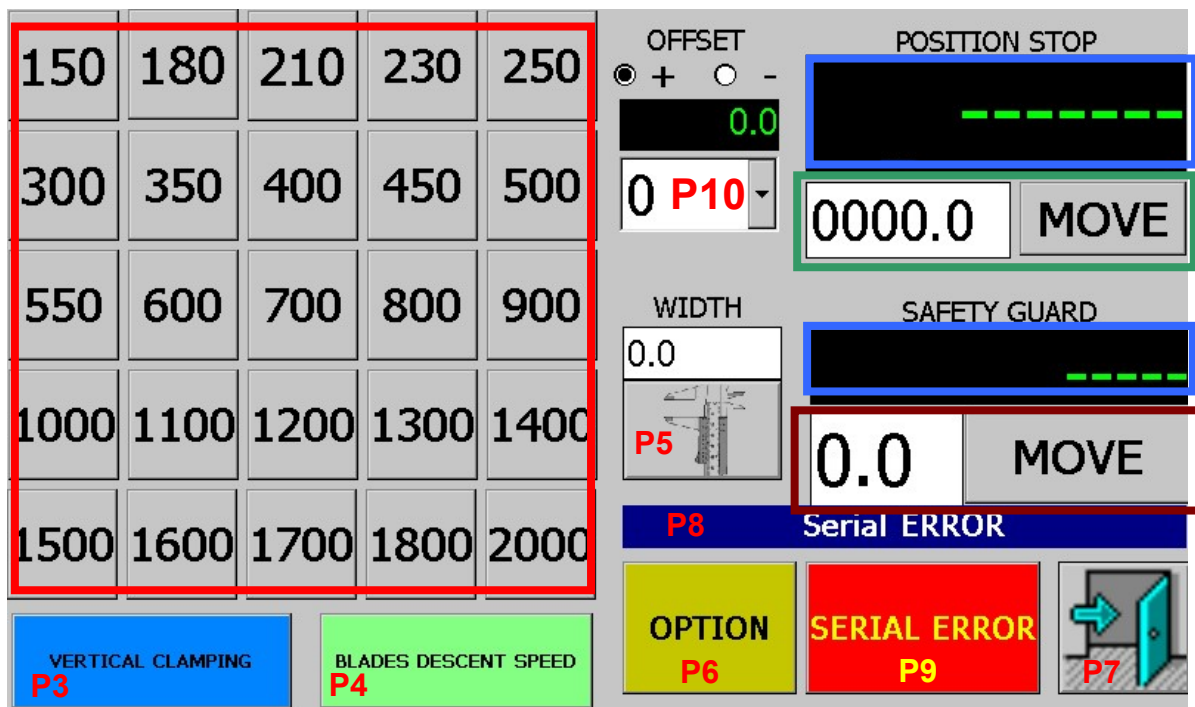 150 180 210 230 250
300 350 400 450 500
550 600 700 800 900
1000 1100 1200 1300 1400
1500 1600 1700 1800 2000
VERTICAL CLAMPING
P3
BLADES DESCENT SPEED
P4
OFFSET
+ -
0.0
0 P10
POSITION STOP
-------
0000.0 MOVE
WIDTH
0.0
P5
SAFETY GUARD
-----
0.0 MOVE
P8 Serial ERROR
OPTION
P6
SERIAL ERROR
P9
P7